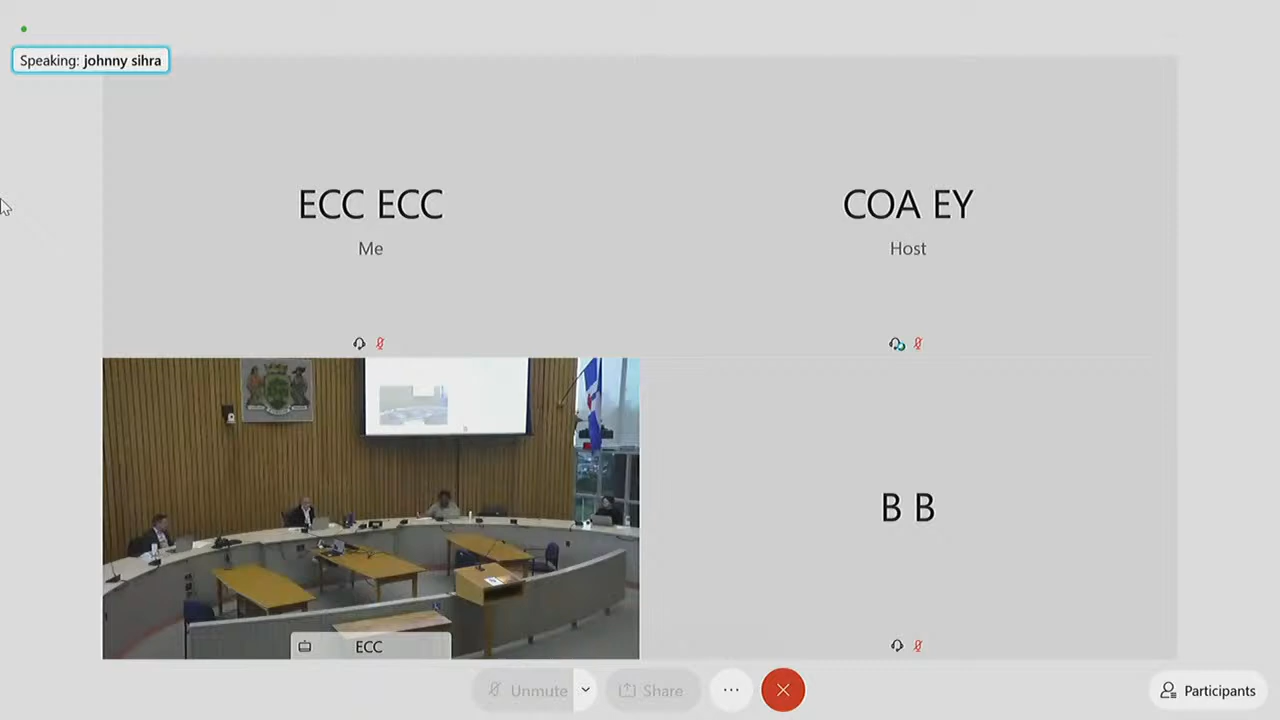 Speaking: johnny sihra
ECC ECC
Me
COA EY
Host
B B
ECC
Unmute
Share
Participants